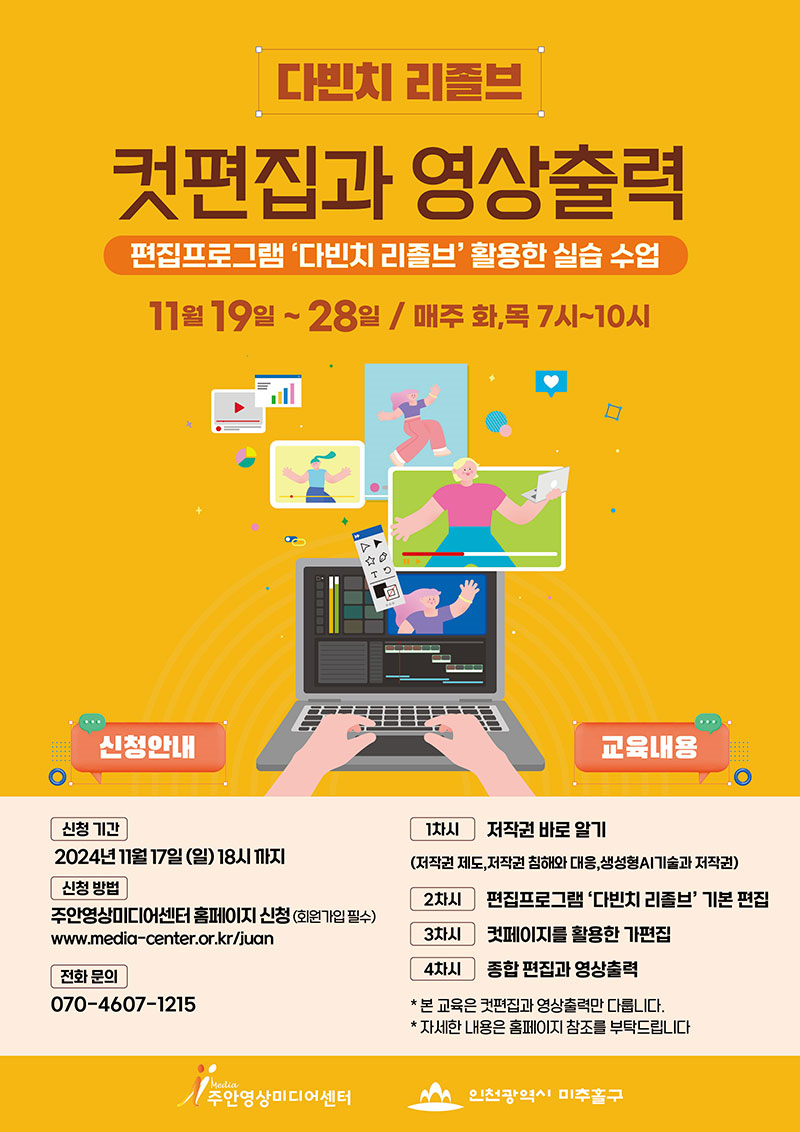 다빈치 리졸브
컷편집과 영상출력
편집프로그램 ‘다빈치 리졸브’ 활용한 실습 수업
11월 19일 ~ 28일 / 매주 화,목 7시~10시
신청안내
신청 기간
2024년 11월 17일 (일) 18시 까지
신청 방법
주안영상미디어센터 홈페이지 신청 (회원가입 필수)
www.media-center.or.kr/juan
전화 문의
070-4607-1215
교육내용
1차시 저작권 바로 알기
(저작권 제도,저작권 침해와 대응,생성형AI기술과 저작권)
2차시 편집프로그램 ‘다빈치 리졸브’ 기본 편집
3차시 컷페이지를 활용한 가편집
4차시 종합 편집과 영상출력
* 본 교육은 컷편집과 영상출력만 다룹니다.
* 자세한 내용은 홈페이지 참조를 부탁드립니다
Media
주안영상미디어센터
인천광역시 미추홀구